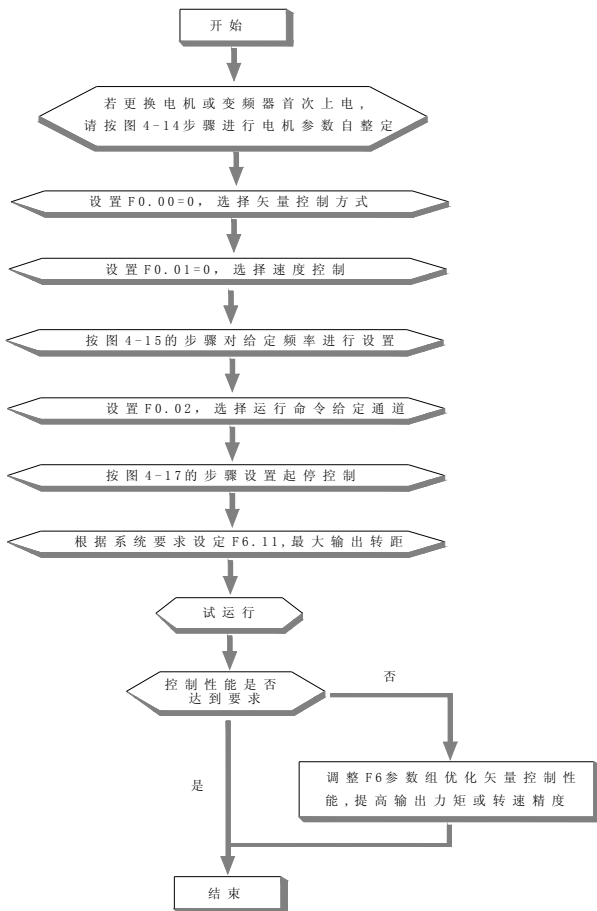 开始
若更换电机或变频器首次上电,
请按图4-14步骤进行电机参数自整定
设置F0.00=0，选择矢量控制方式
设置F0.01=0，选择速度控制
按图4-15的步骤对给定频率进行设置
设置F0.02，选择运行命令给定通道
按图4-17的步骤设置起停控制
根据系统要求设定F6.11,最大输出转距
试运行
控制性能是否
达到要求
否
是
调整F6参数组优化矢量控制性
能,提高输出力矩或转速精度
结束